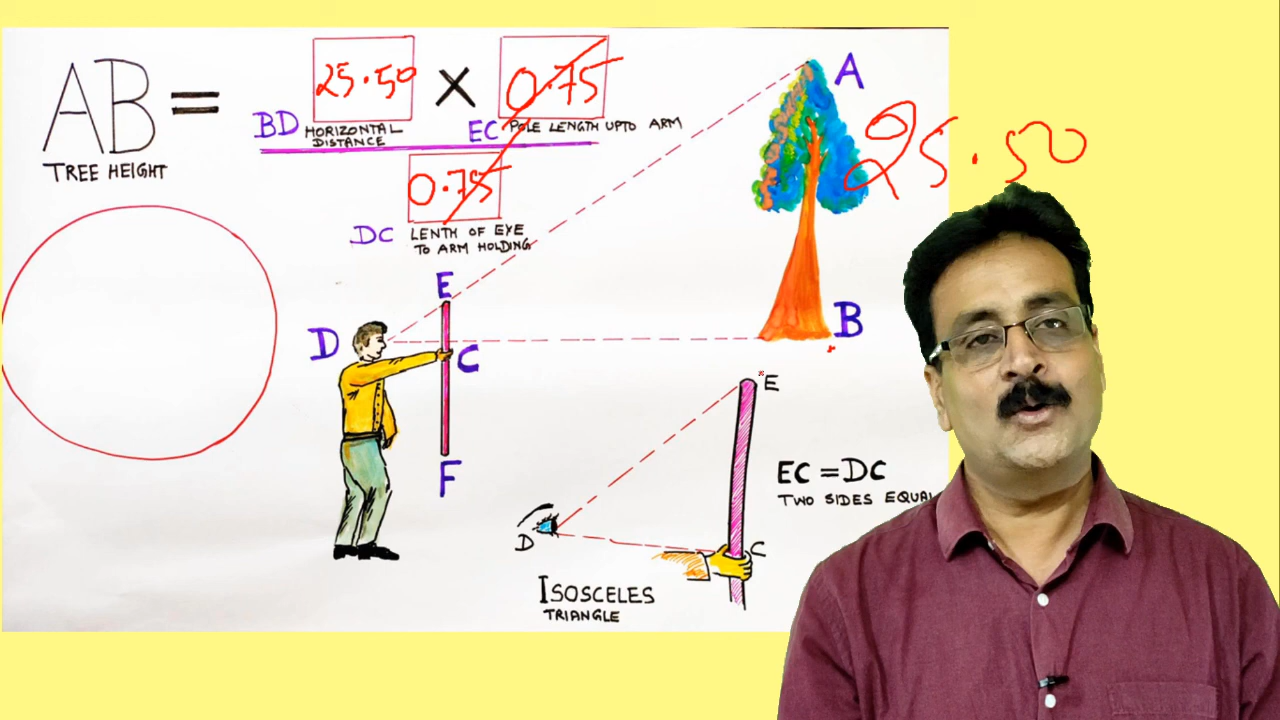 AB =
TREE HEIGHT
25.50 × 0.75
BD HORIZONTAL DISTANCE
EC POLE LENGTH UPTO ARM
0.75
DC LENTH OF EYE
TO ARM HOLDING
A
25.50
E
D
C
B
F
E
EC = DC
TWO SIDES EQUAL
D
C
ISOSCELES
TRIANGLE